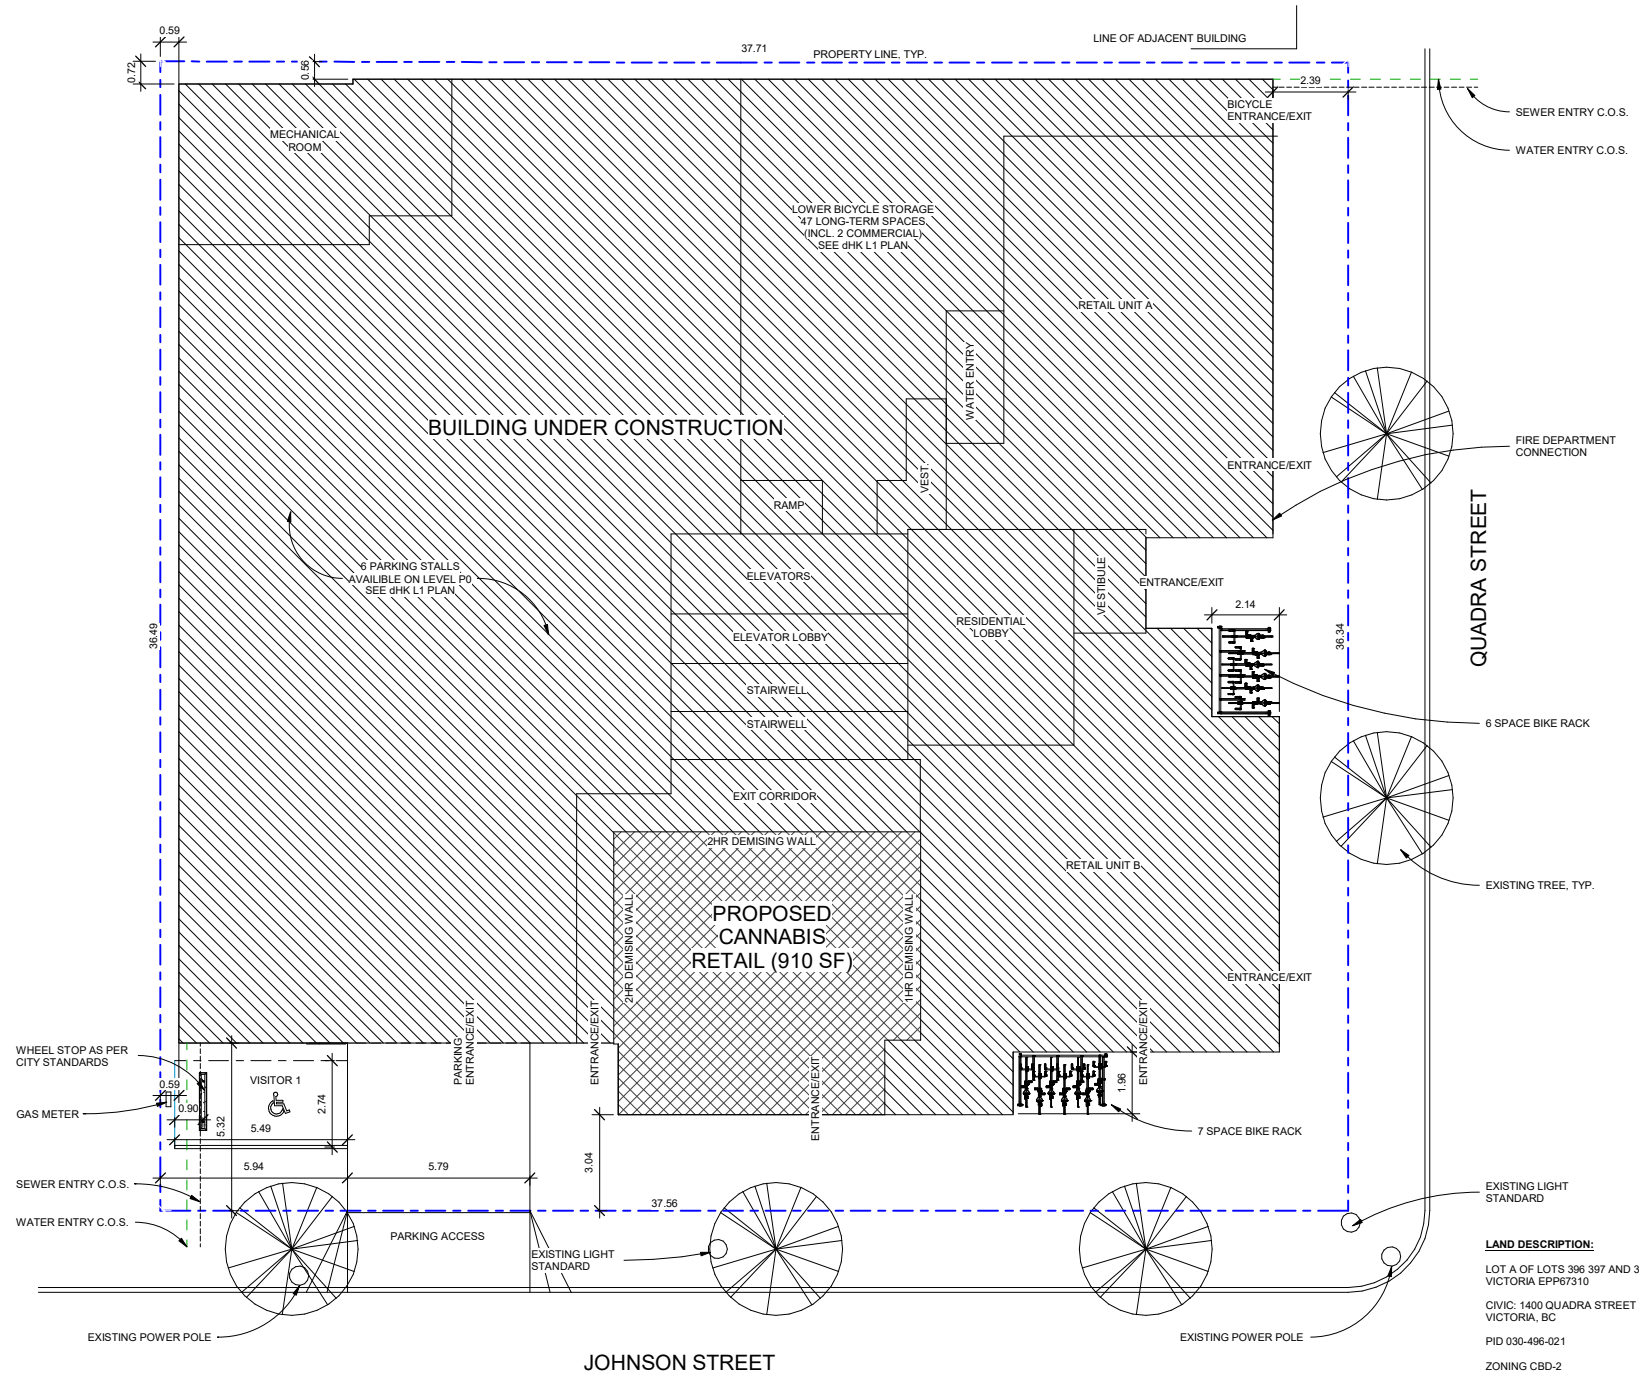 LINE OF ADJACENT BUILDING
0.59
37.71
PROPERTY LINE, TYP.
0.72
0.56
2.39
BICYCLE
ENTRANCE/EXIT
SEWER ENTRY C.O.S.
WATER ENTRY C.O.S.
MECHANICAL
ROOM
LOWER BICYCLE STORAGE
47 LONG-TERM SPACES
(INCL. 2 COMMERCIAL)
SEE dHK L1 PLAN
RETAIL UNIT A
WATER ENTRY
BUILDING UNDER CONSTRUCTION
FIRE DEPARTMENT
CONNECTION
ENTRANCE/EXIT
VEST.
RAMP
QUADRA STREET
6 PARKING STALLS
AVAILIBLE ON LEVEL P0
SEE dHK L1 PLAN
ELEVATORS
VESTIBULE
ENTRANCE/EXIT
2.14
RESIDENTIAL
LOBBY
ELEVATOR LOBBY
36.49
36.34
STAIRWELL
STAIRWELL
6 SPACE BIKE RACK
EXIT CORRIDOR
2HR DEMISING WALL
RETAIL UNIT B
EXISTING TREE, TYP.
2HR DEMISING WALL
PROPOSED
CANNABIS
RETAIL (910 SF)
1HR DEMISING WALL
ENTRANCE/EXIT
PARKING
ENTRANCE/EXIT
ENTRANCE/EXIT
ENTRANCE/EXIT
ENTRANCE/EXIT
WHEEL STOP AS PER
CITY STANDARDS
VISITOR 1
0.59
0.90
2.74
5.32
1.96
GAS METER
5.49
7 SPACE BIKE RACK
5.94
5.79
3.04
SEWER ENTRY C.O.S.
WATER ENTRY C.O.S.
37.56
EXISTING LIGHT
STANDARD
PARKING ACCESS
EXISTING LIGHT
STANDARD
EXISTING POWER POLE
EXISTING POWER POLE
JOHNSON STREET
LAND DESCRIPTION:
LOT A OF LOTS 396 397 AND 3
VICTORIA EPP67310
CIVIC: 1400 QUADRA STREET
VICTORIA, BC
PID 030-496-021
ZONING CBD-2